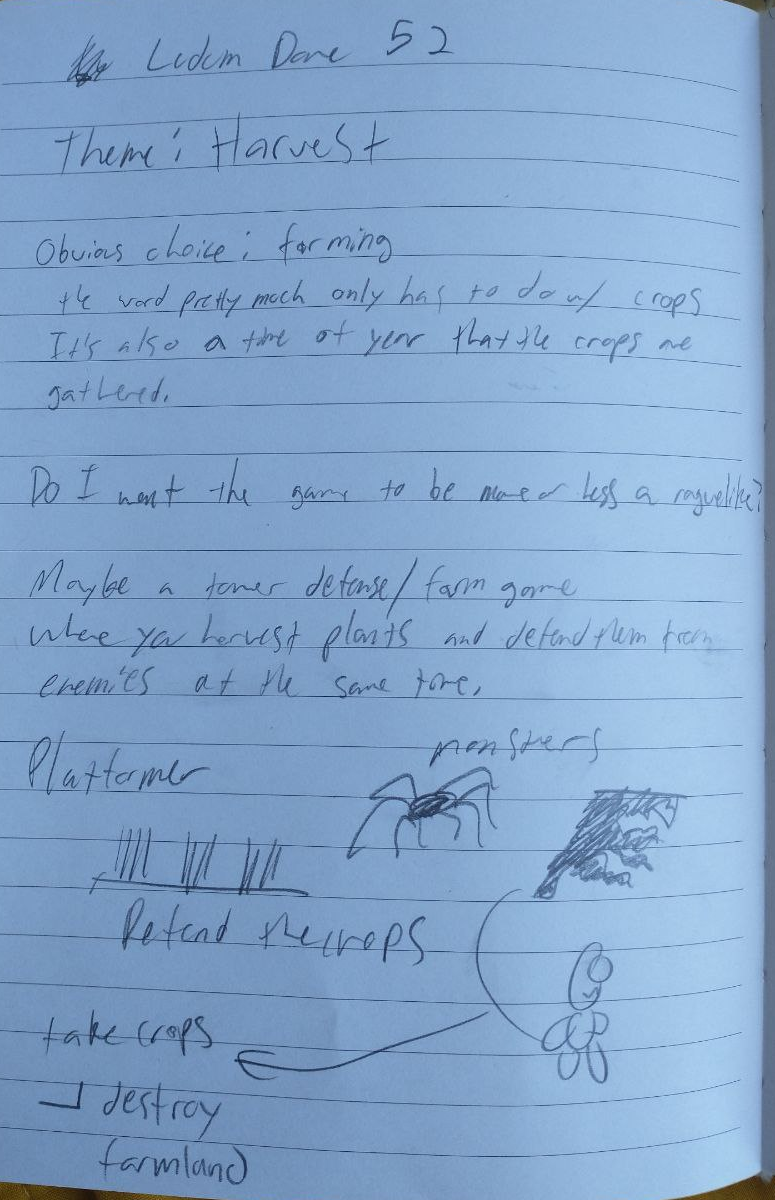 Ludum Dare 52
Theme: Harvest
Obvious choice: farming
the word pretty much only has to do w/ crops
It's also a time of year that the crops are
gathered.
Do I want the game to be more or less a roguelike?
Maybe a tower defense/farm game
where you harvest plants and defend them from
enemies at the same time.
monsters
Platformer
Defend the crops
take crops
destroy
farmland